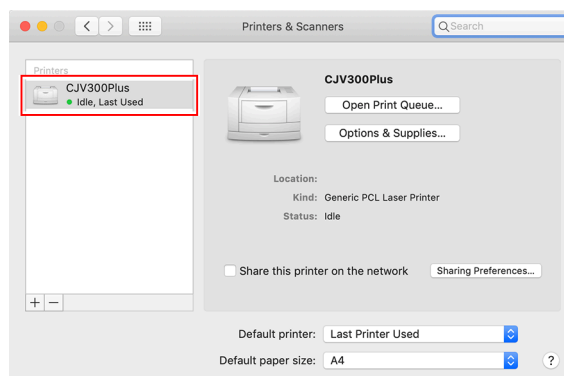 Printers & Scanners
Search
Printers
CJV300Plus
Idle, Last Used
CJV300Plus
Open Print Queue...
Options & Supplies...
Location:
Kind: Generic PCL Laser Printer
Status: Idle
Share this printer on the network
Sharing Preferences...
Default printer: Last Printer Used
Default paper size: A4
?